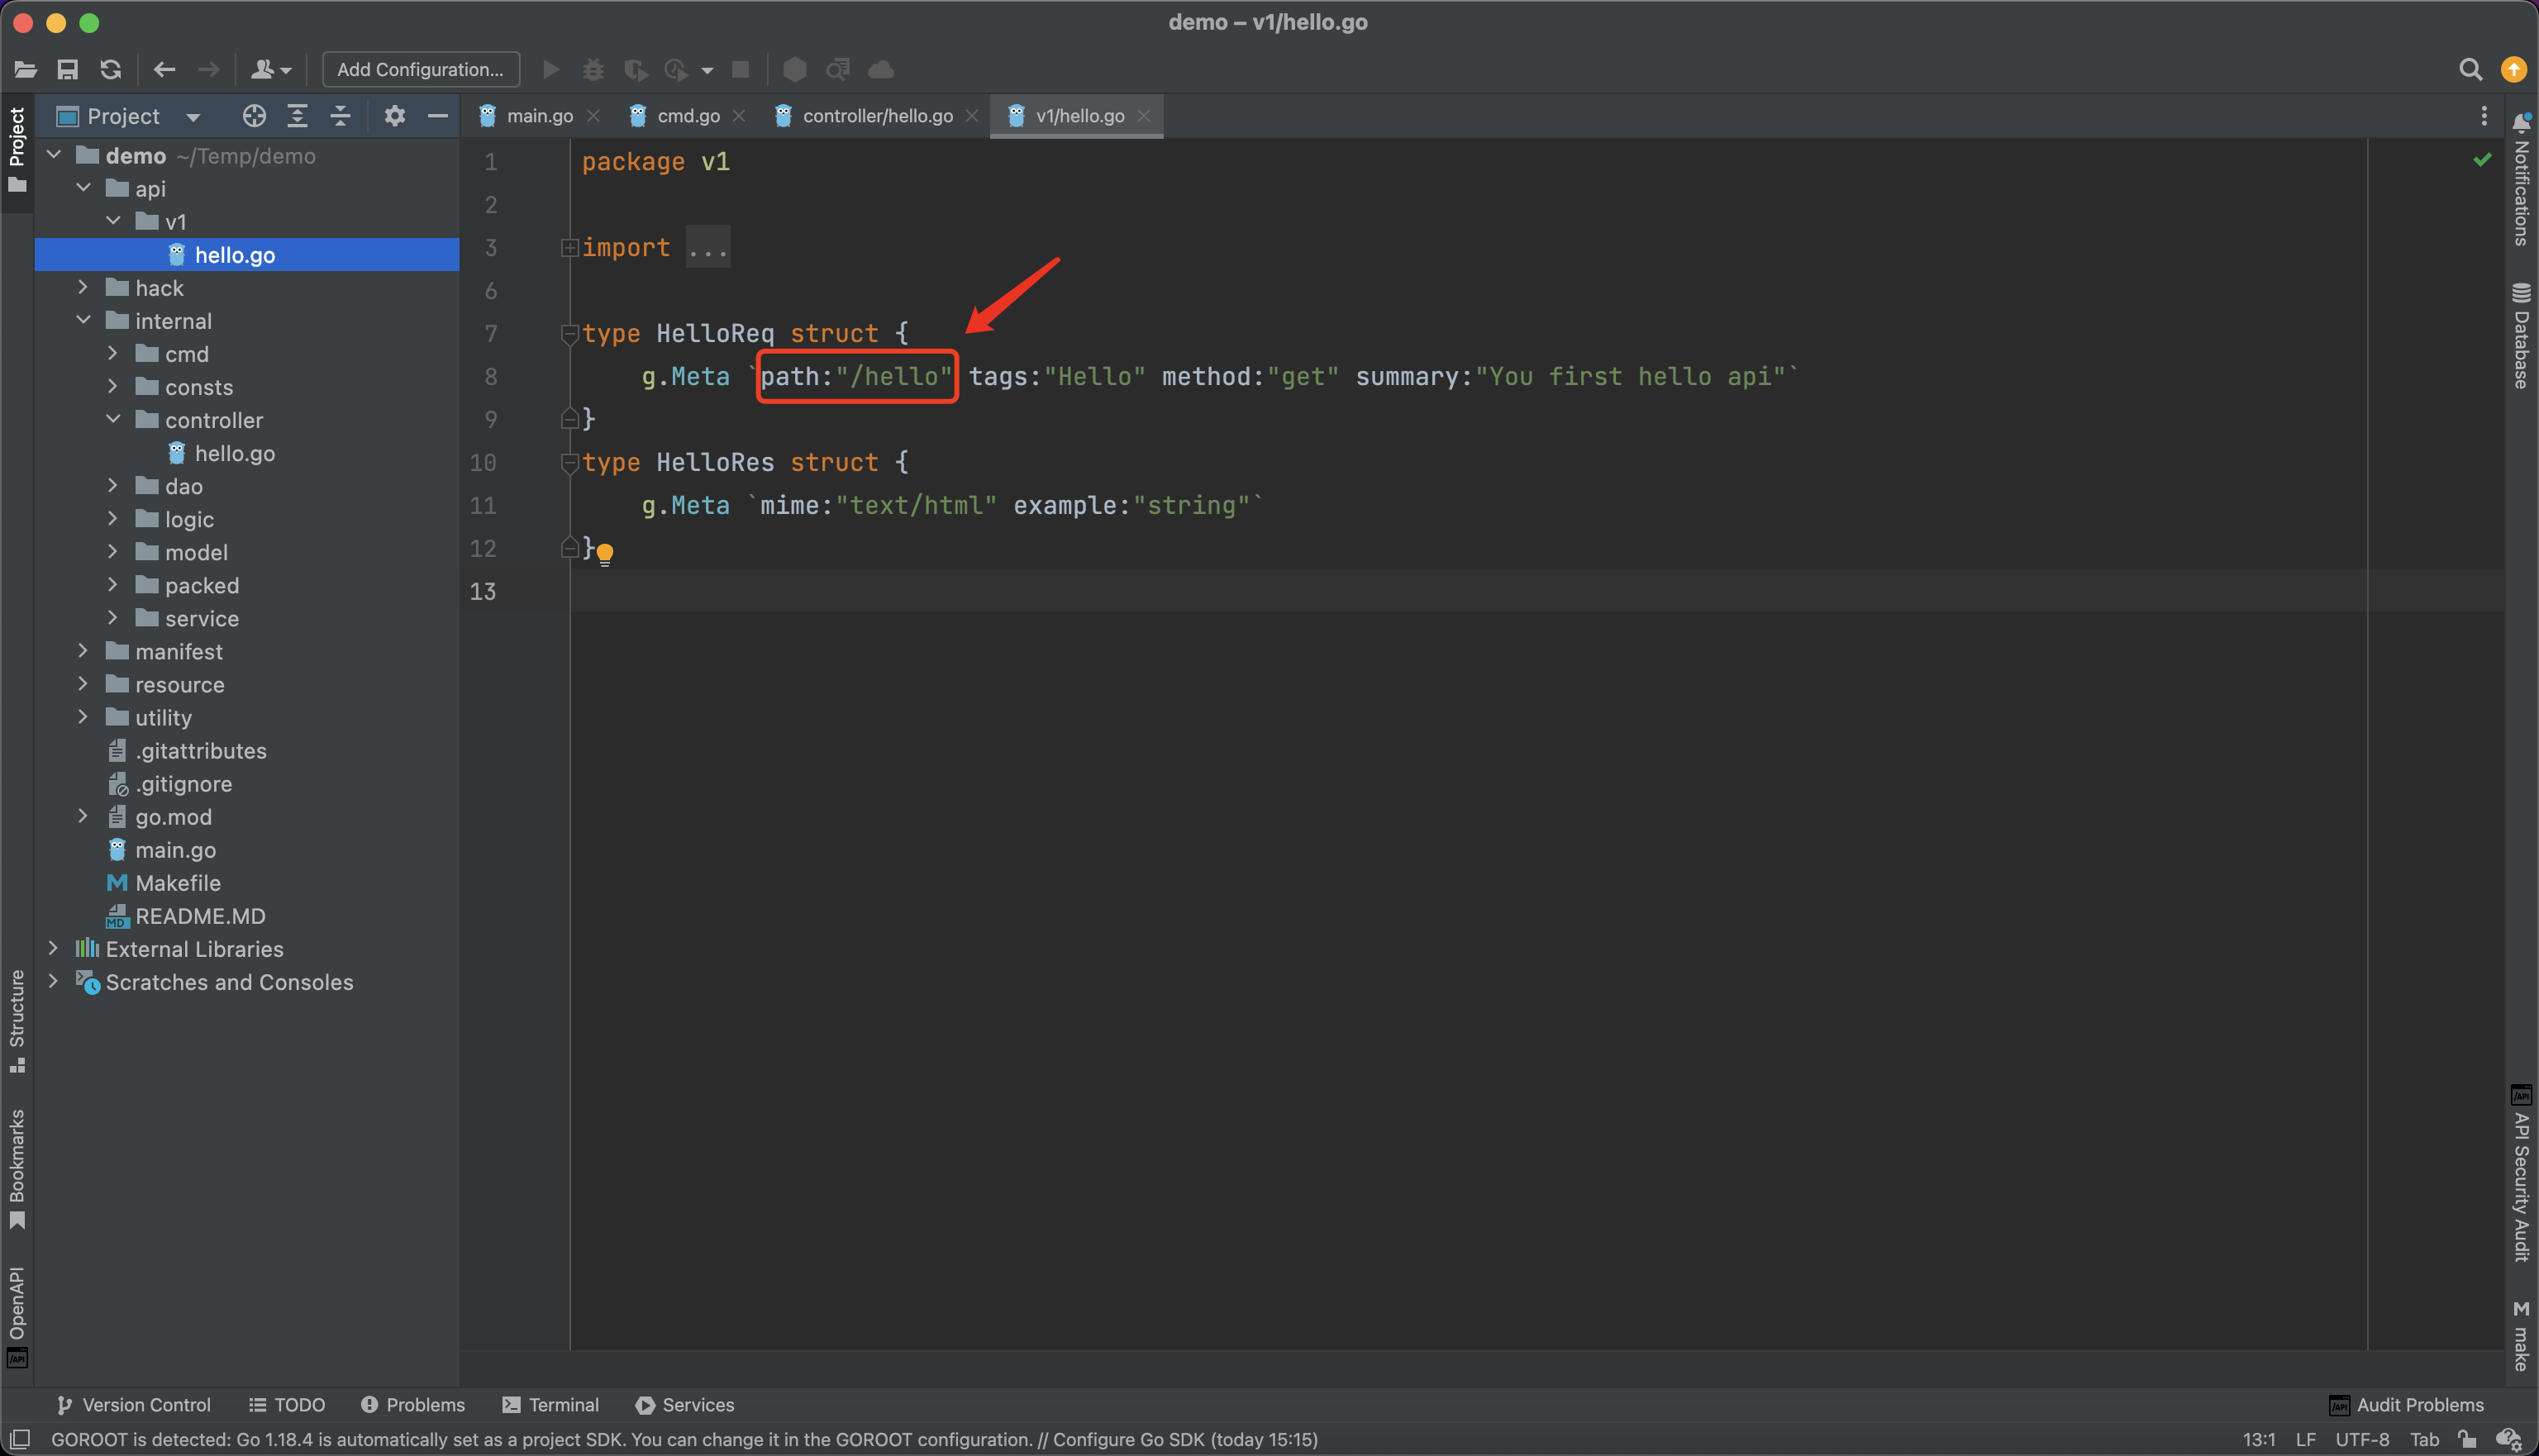 demo – v1/hello.go
Add Configuration...
Project
main.go
cmd.go
controller/hello.go
v1/hello.go
Project
demo ~/Temp/demo
api
v1
hello.go
hack
internal
cmd
consts
controller
hello.go
dao
logic
model
packed
service
manifest
resource
utility
.gitattributes
.gitignore
go.mod
main.go
Makefile
README.MD
External Libraries
Scratches and Consoles
Structure
Bookmarks
OpenAPI
1 package v1
2
3 import ...
6
7 type HelloReq struct {
8 g.Meta `path:"/hello" tags:"Hello" method:"get" summary:"You first hello api"`
9 }
10 type HelloRes struct {
11 g.Meta `mime:"text/html" example:"string"`
12 }
13
Notifications
Database
API Security Audit
make
Version Control
TODO
Problems
Terminal
Services
Audit Problems
GOROOT is detected: Go 1.18.4 is automatically set as a project SDK. You can change it in the GOROOT configuration. // Configure Go SDK (today 15:15)
13:1 LF UTF-8 Tab